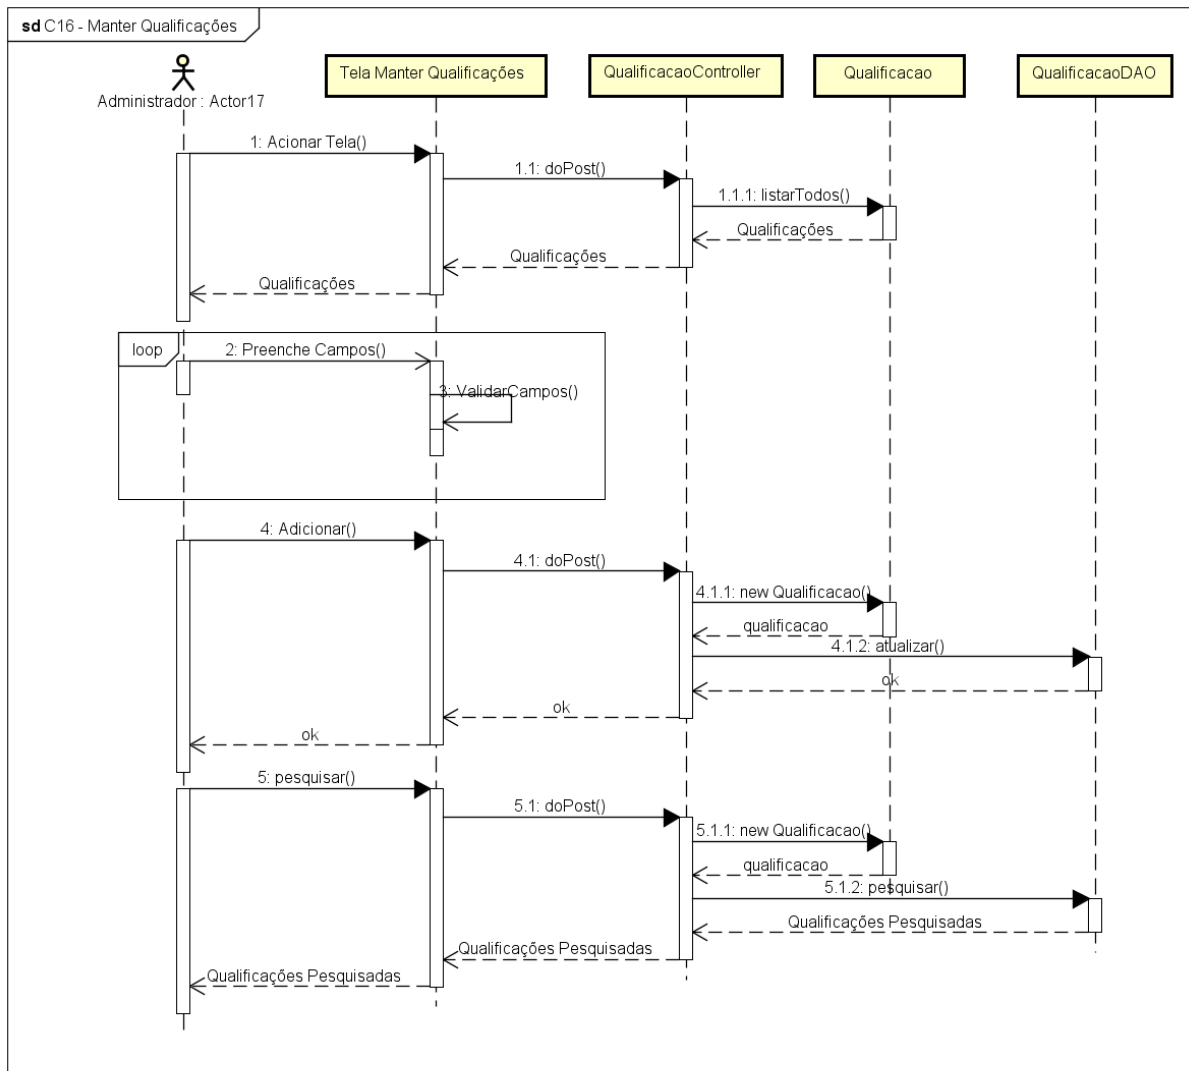 sd C16 - Manter Qualificações
Tela Manter Qualificações
QualificacaoController
Qualificacao
QualificacaoDAO
Administrador : Actor17
1: Acionar Tela()
1.1: doPost()
1.1.1: listarTodos()
Qualificações
Qualificações
Qualificações
loop
2: Preenche Campos()
3: ValidarCampos()
4: Adicionar()
4.1: doPost()
4.1.1: new Qualificacao()
qualificacao
4.1.2: atualizar()
ok
ok
ok
5: pesquisar()
5.1: doPost()
5.1.1: new Qualificacao()
qualificacao
5.1.2: pesquisar()
Qualificações Pesquisadas
Qualificações Pesquisadas
Qualificações Pesquisadas